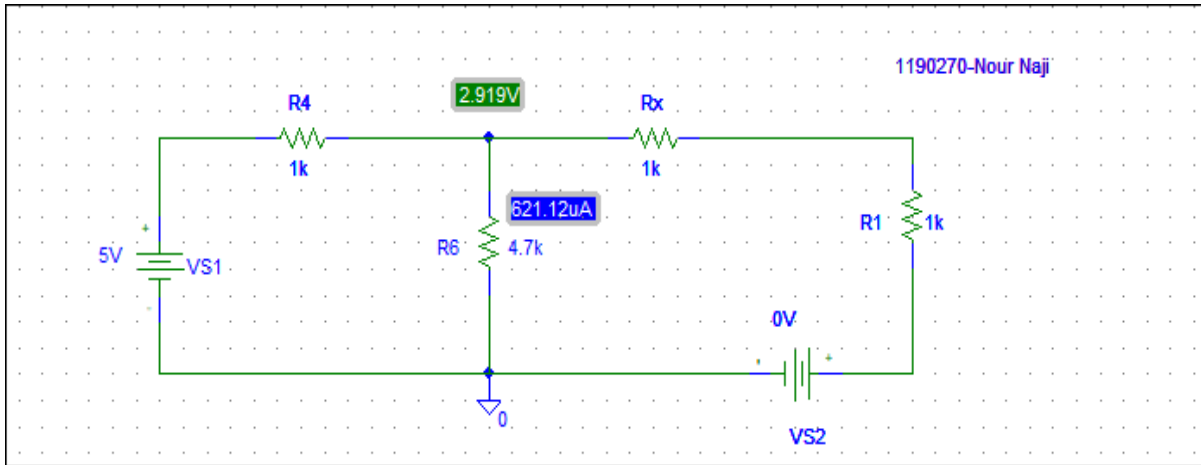 1190270-Nour Naji
2.919V
R4
Rx
1k
1k
621.12uA
R1
1k
R6
4.7k
+
5V
VS1
-
0V
+
0
VS2